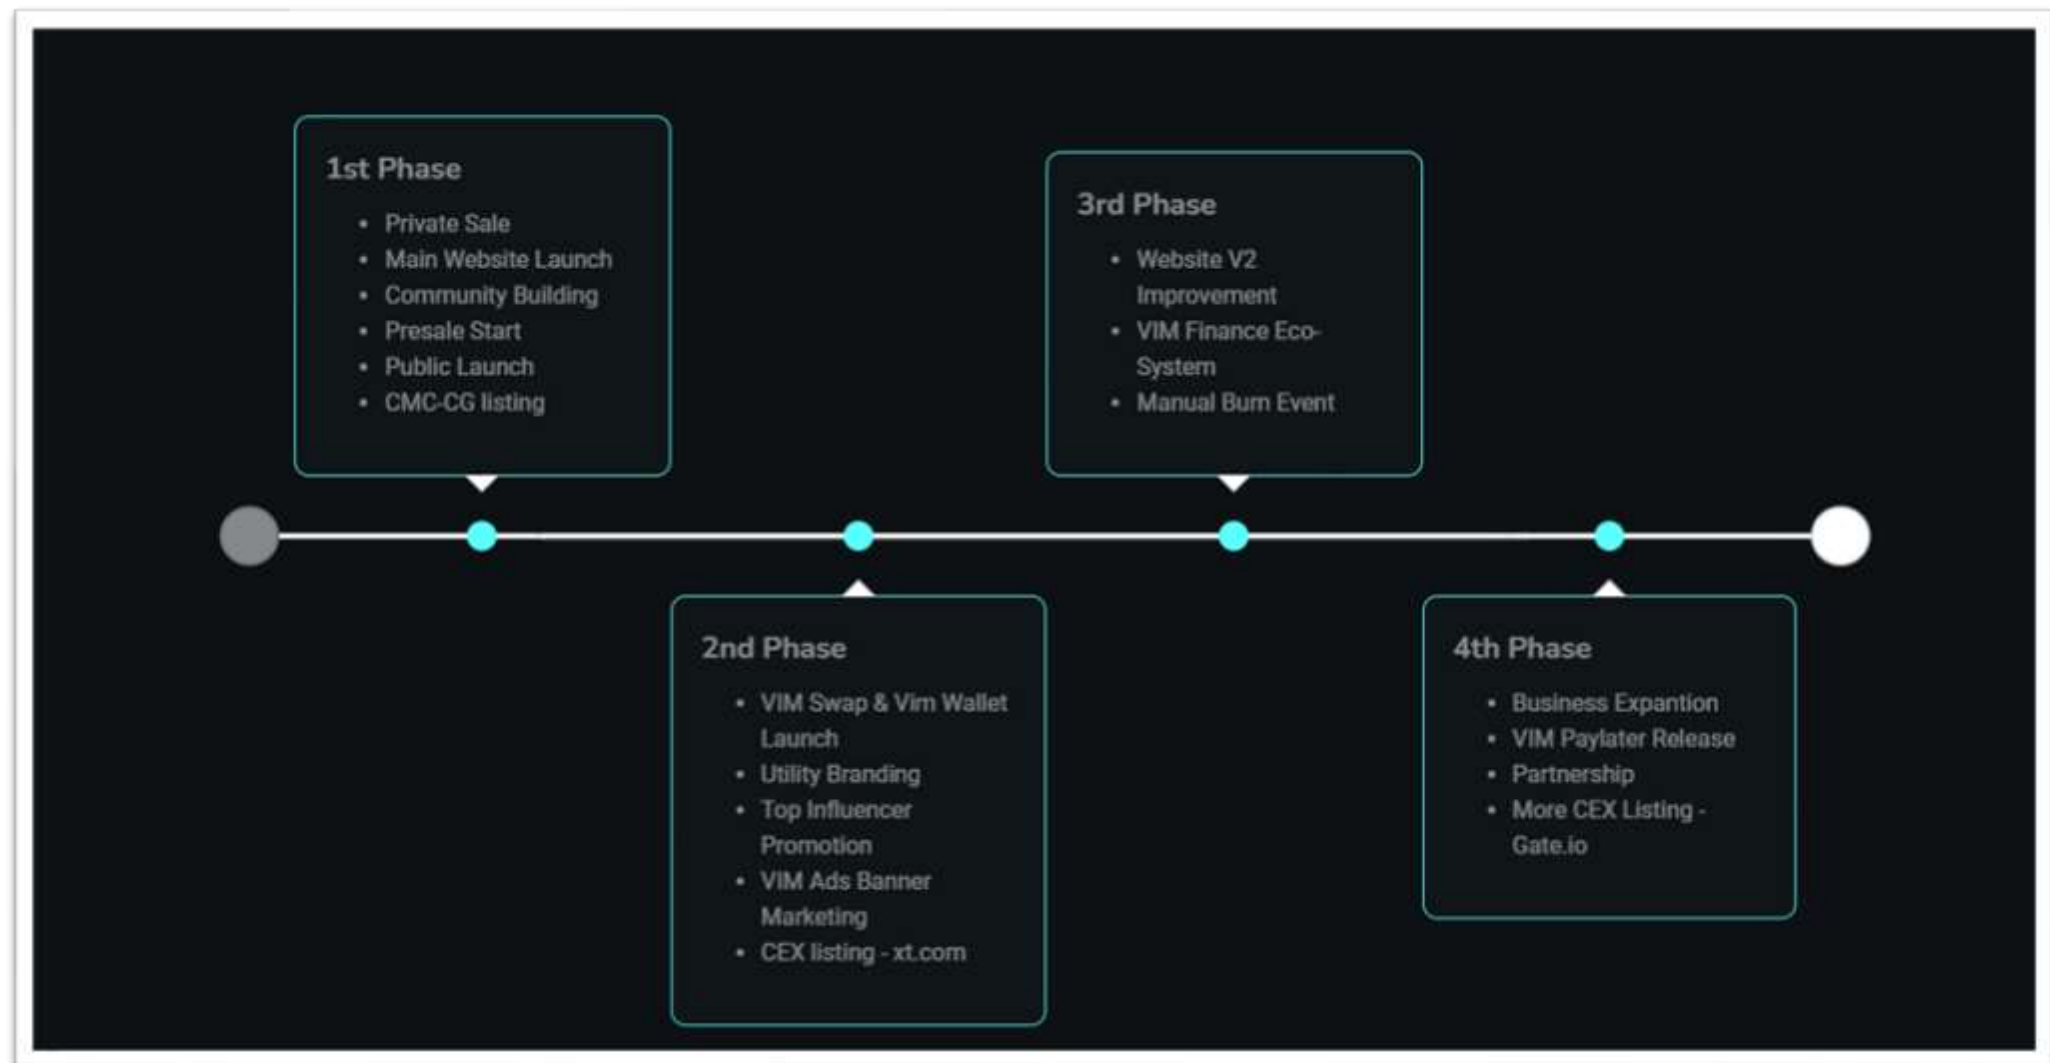 1st Phase
• Private Sale
• Main Website Launch
• Community Building
• Presale Start
• Public Launch
• CMC-CG listing
2nd Phase
• VIM Swap & Vim Wallet
Launch
• Utility Branding
• Top Influencer
Promotion
• VIM Ads Banner
Marketing
• CEX listing - xt.com
3rd Phase
• Website V2
Improvement
• VIM Finance Eco-
System
• Manual Burn Event
4th Phase
• Business Expantion
• VIM Paylater Release
• Partnership
• More CEX Listing -
Gate.io